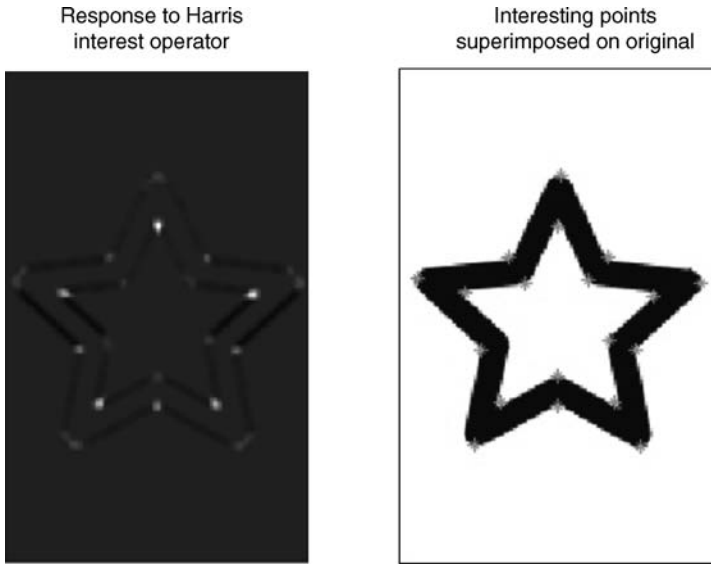 Response to Harris
interest operator
Interesting points
superimposed on original